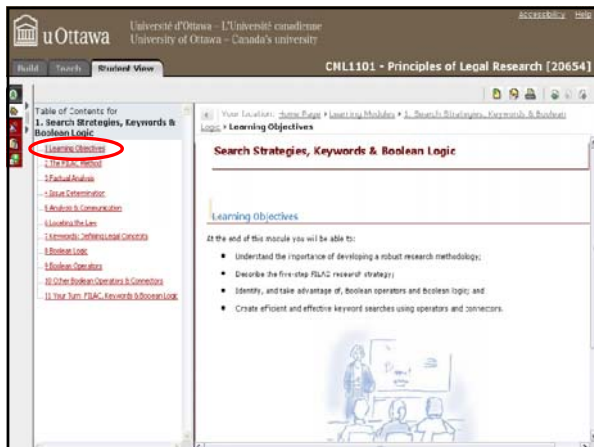 Accessibility Help
uOttawa
Université d'Ottawa – L'Université canadienne
University of Ottawa – Canada's university
Build Teach Student View
CML1101 - Principles of Legal Research [20654]
Table of Contents for
1. Search Strategies, Keywords &
Boolean Logic
1 Learning Objectives
2 The FILAC Method
3 Factual Analysis
4 Issue Determination
5 Analysis & Communication
6 Locating the Law
7 Keywords: Defining Legal Concepts
8 Boolean Logic
9 Boolean Operators
10 Other Boolean Operators & Connectors
11 Your Turn: FILAC, Keywords & Boolean Logic
Your Location: Home Page › Learning Modules › 1. Search Strategies, Keywords & Boolean
Logic › Learning Objectives
Search Strategies, Keywords & Boolean Logic
Learning Objectives
At the end of this module you will be able to:
• Understand the importance of developing a robust research methodology;
• Describe the five-step FILAC research strategy;
• Identify, and take advantage of, Boolean operators and Boolean logic; and
• Create efficient and effective keyword searches using operators and connectors.